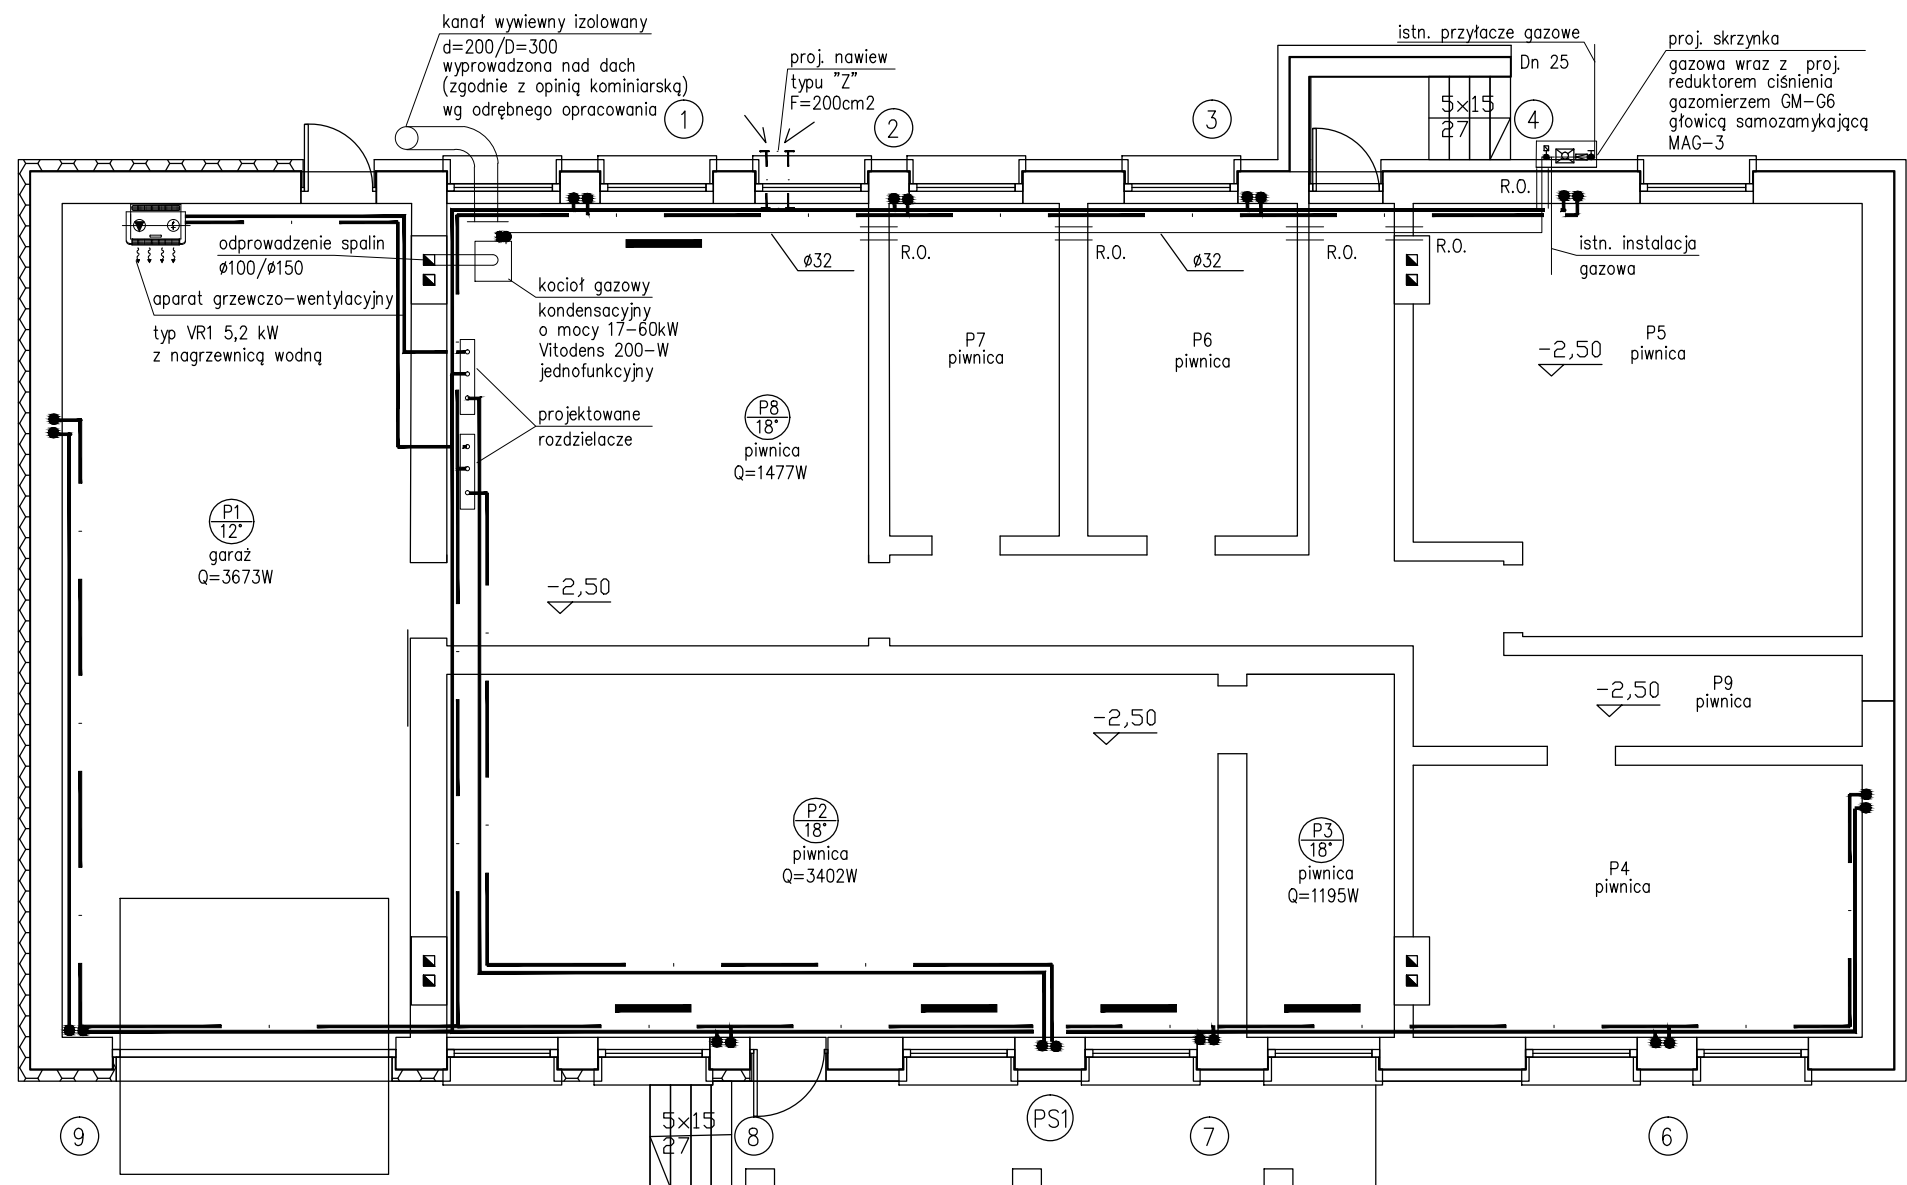 kanał wywiewny izolowany
d=200/D=300
wyprowadzona nad dach
(zgodnie z opinią kominiarską)
wg odrębnego opracowania
proj. nawiew
typu "Z"
F=200cm2
istn. przyłacze gazowe
Dn 25
proj. skrzynka
gazowa wraz z proj.
reduktorem ciśnienia
gazomierzem GM-G6
głowicą samozamykającą
MAG-3
1
2
3
4
5x15
27
R.O.
R.O.
R.O.
R.O.
R.O.
odprowadzenie spalin
ø100/ø150
aparat grzewczo-wentylacyjny
typ VR1 5,2 kW
z nagrzewnicą wodną
kocioł gazowy
kondensacyjny
o mocy 17-60kW
Vitodens 200-W
jednofunkcyjny
projektowane
rozdzielacze
ø32
ø32
istn. instalacja
gazowa
P7
piwnica
P6
piwnica
P5
piwnica
-2,50
P8
18°
piwnica
Q=1477W
P1
12°
garaż
Q=3673W
-2,50
-2,50
P9
piwnica
-2,50
P2
18°
piwnica
Q=3402W
P3
18°
piwnica
Q=1195W
P4
piwnica
9
5x15
27
8
PS1
7
6